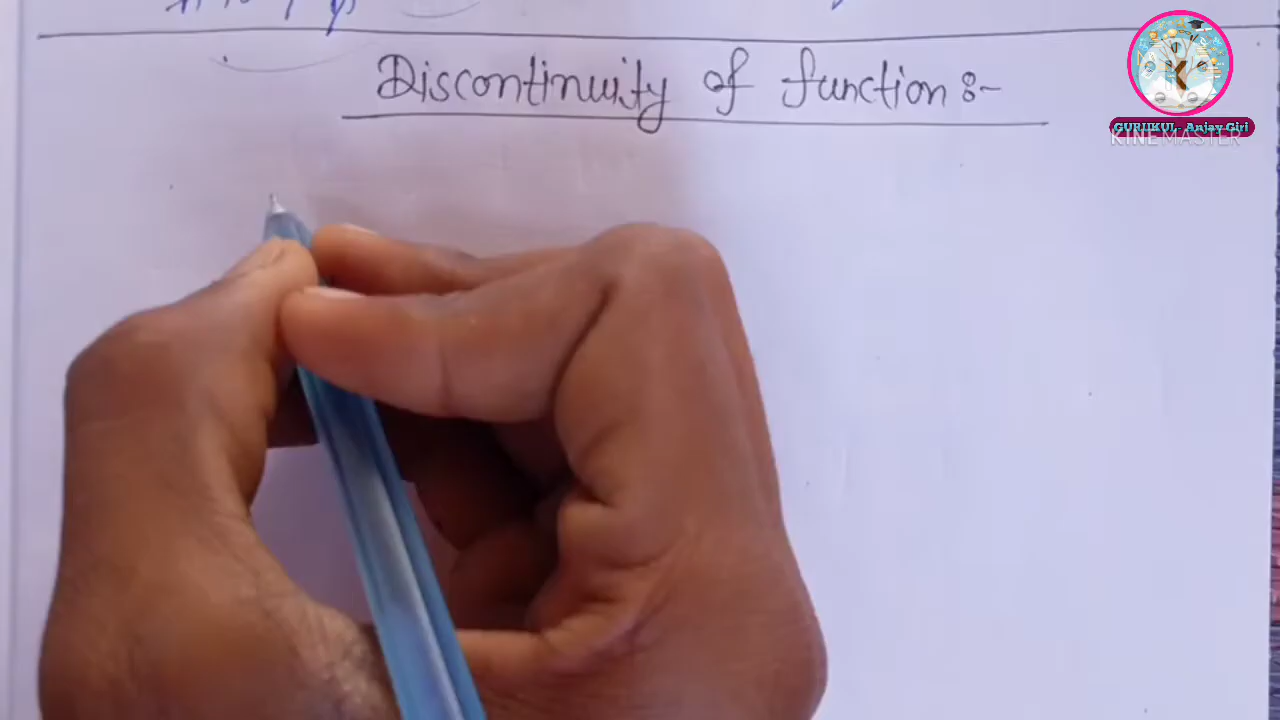 Discontinuity of function :-
GURUKUL - Anjay Giri
KINEMASTER